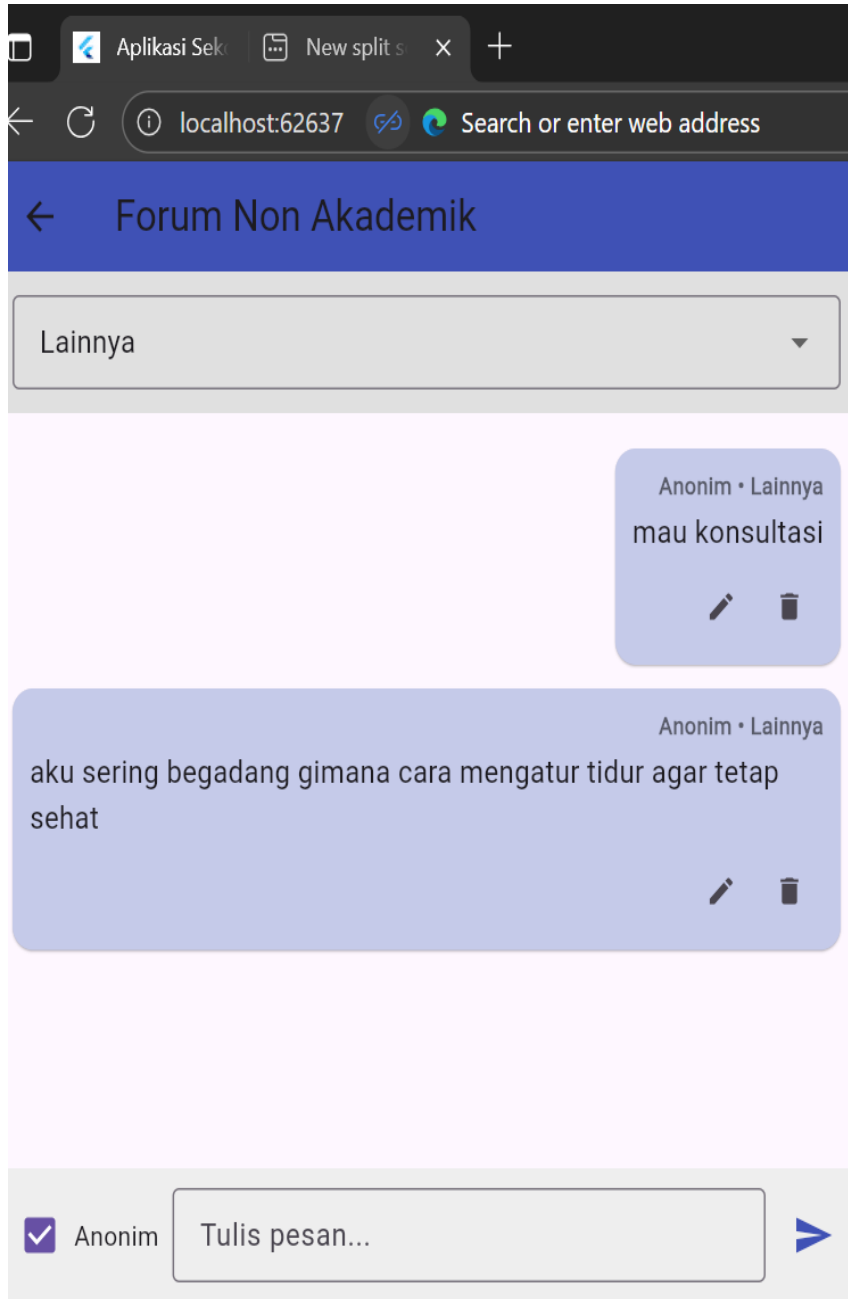 Aplikasi Sek
New split s
localhost:62637
Search or enter web address
Forum Non Akademik
Lainnya
Anonim • Lainnya
mau konsultasi
Anonim • Lainnya
aku sering begadang gimana cara mengatur tidur agar tetap
sehat
Anonim
Tulis pesan...